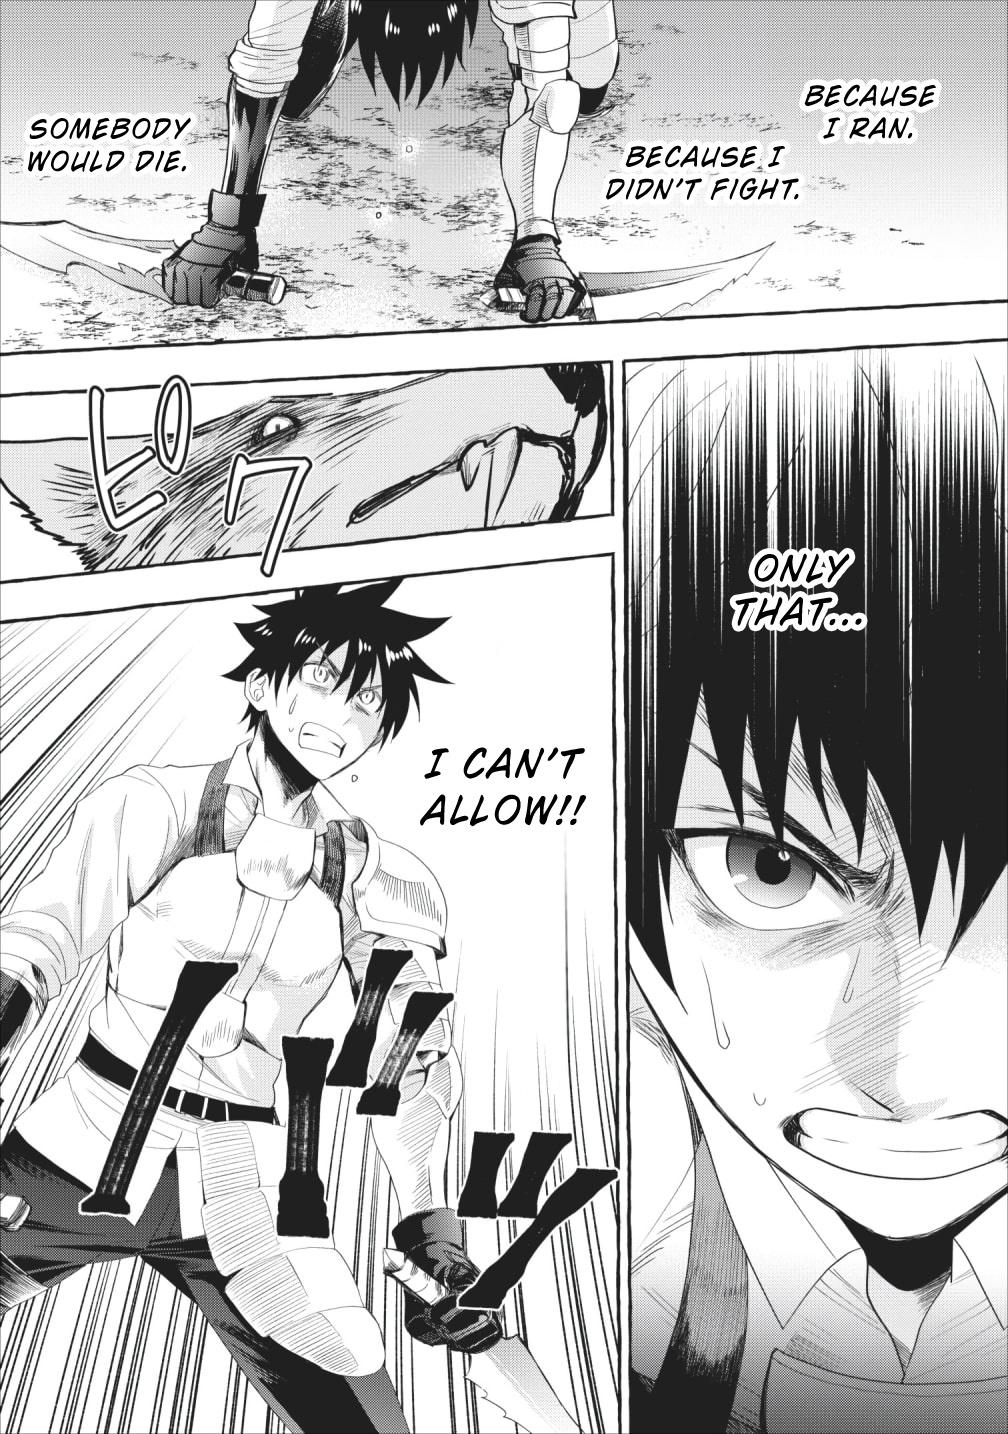 BECAUSE
I RAN.
BECAUSE I
DIDN'T FIGHT.
SOMEBODY
WOULD DIE.
ONLY
THAT...
ピク
I CAN'T
ALLOW!!